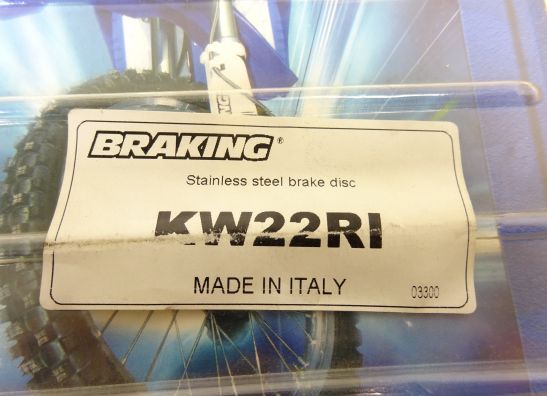 BRAKING®
Stainless steel brake disc
KW22RI
MADE IN ITALY
03300